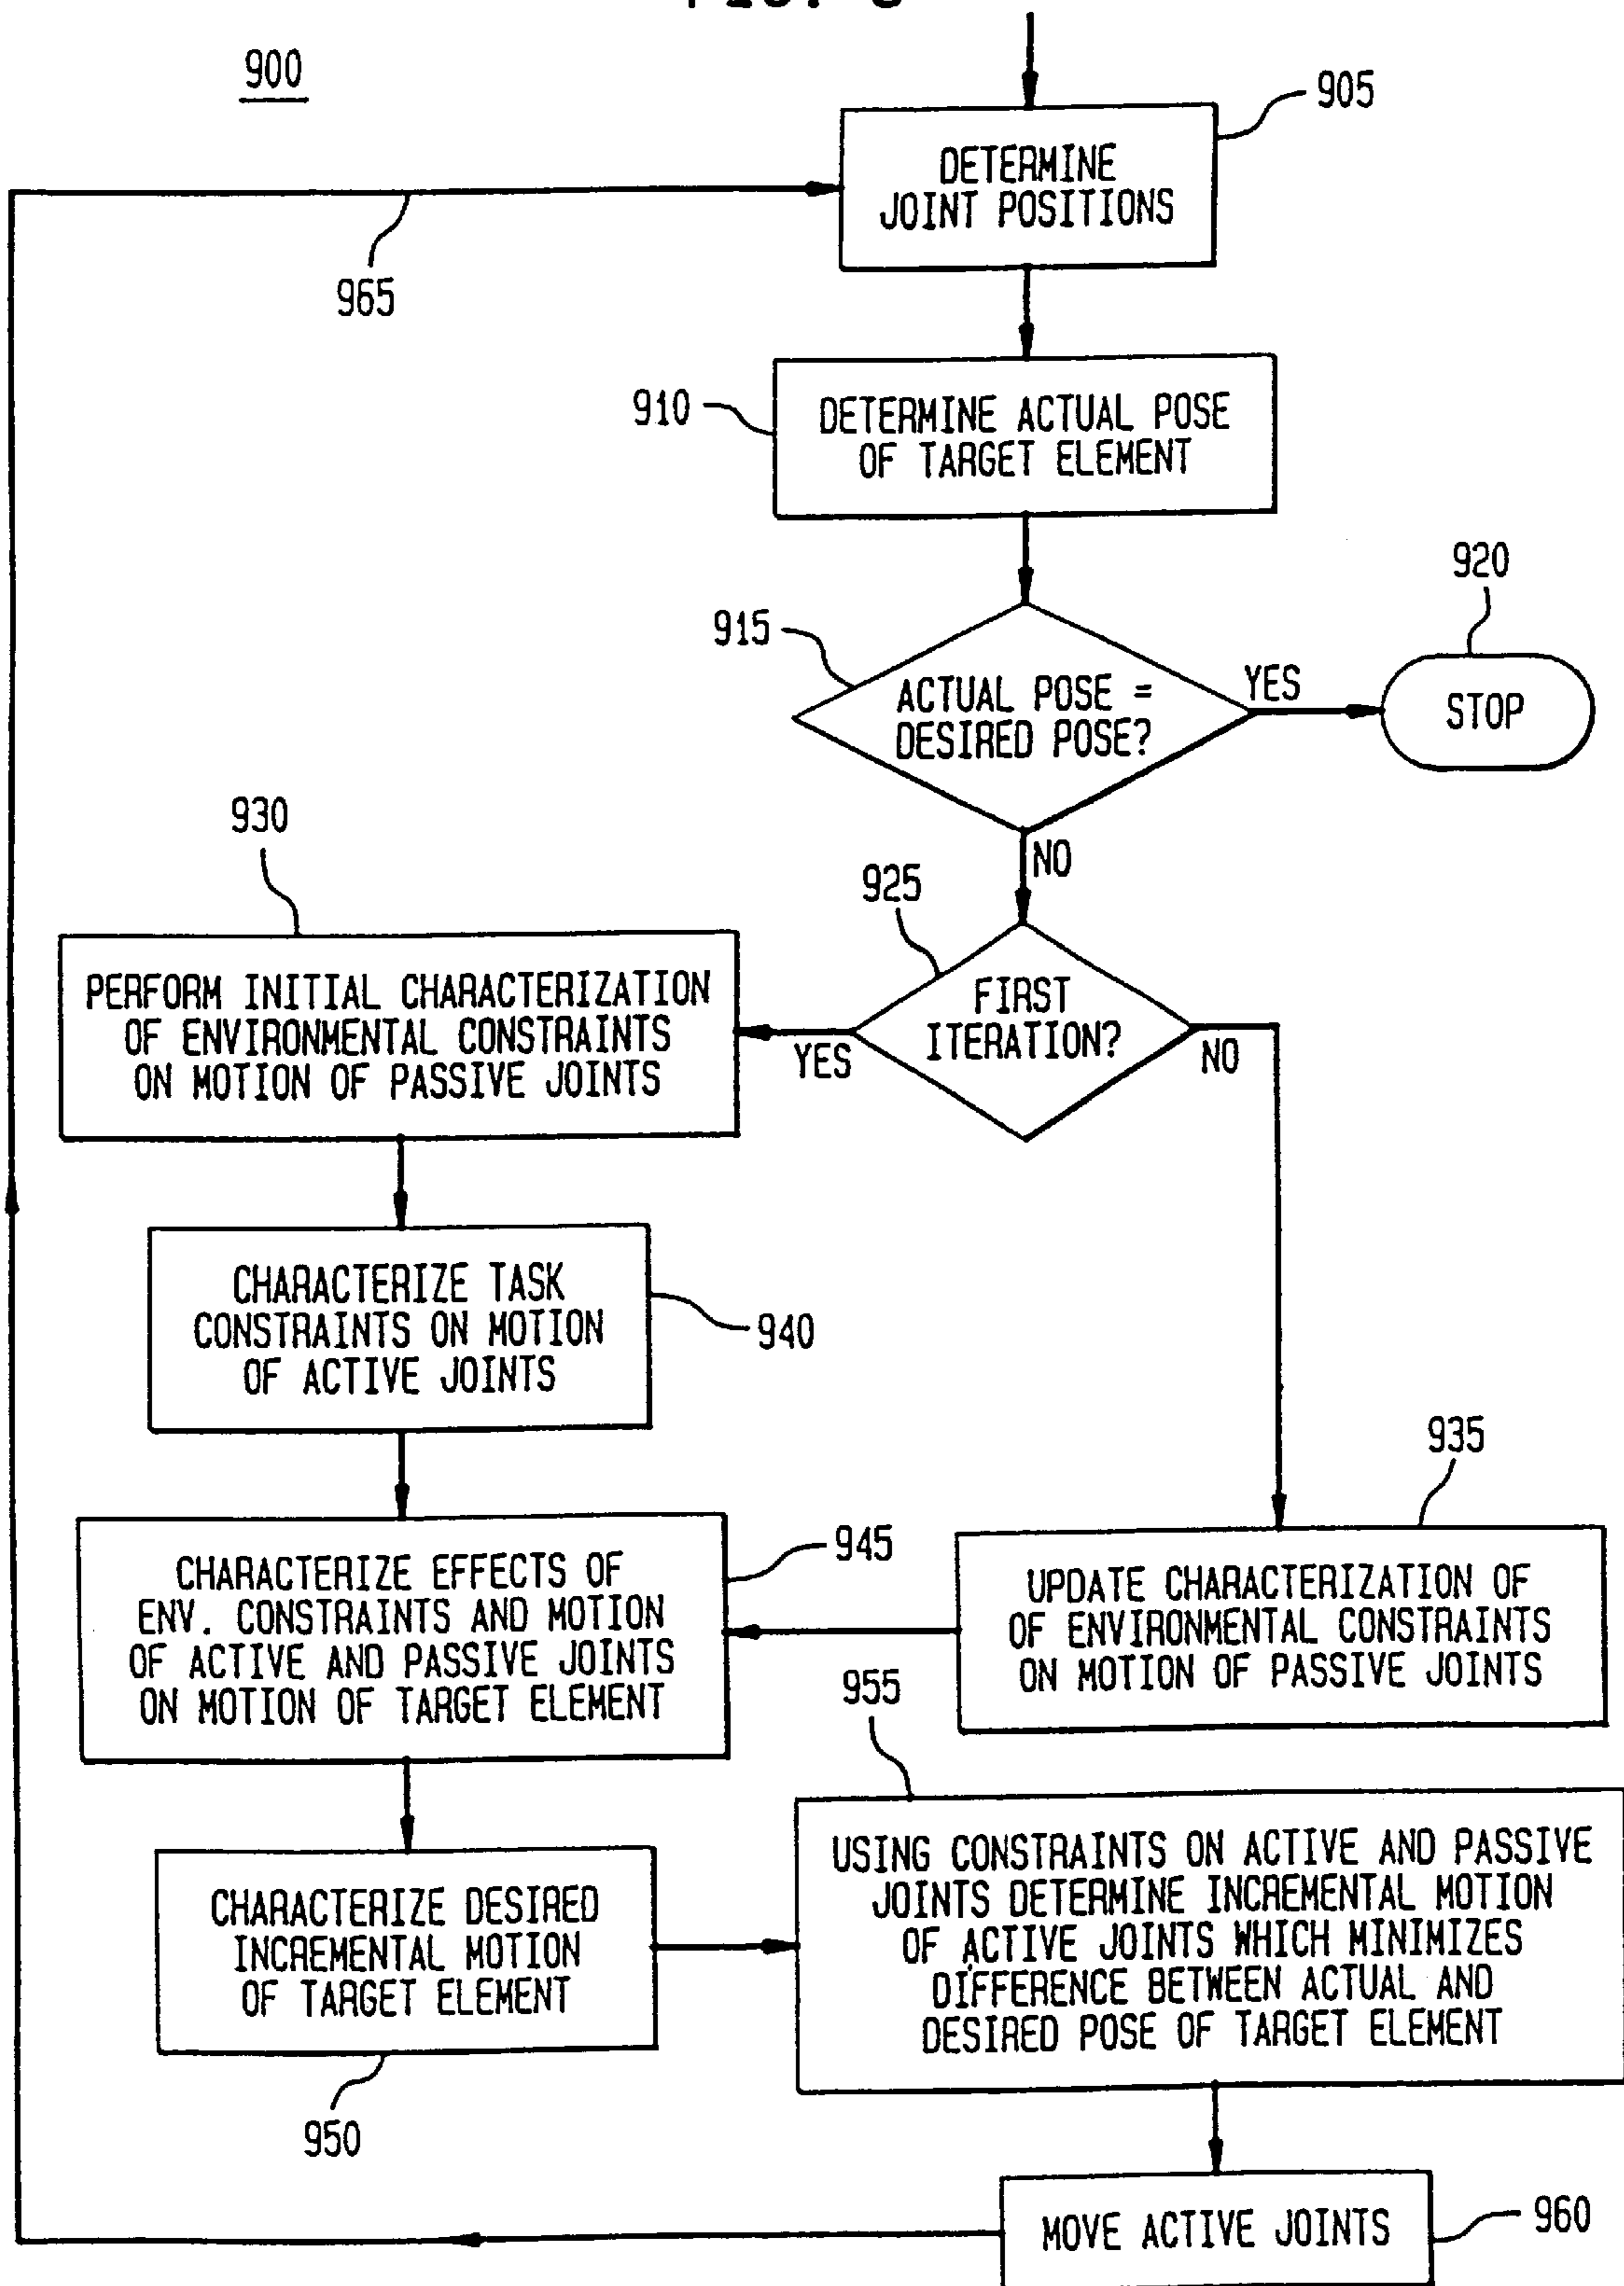 900
905
DETERMINE
JOINT POSITIONS
965
910
DETERMINE ACTUAL POSE
OF TARGET ELEMENT
920
915
ACTUAL POSE =
DESIRED POSE?
YES
STOP
NO
930
925
PERFORM INITIAL CHARACTERIZATION
OF ENVIRONMENTAL CONSTRAINTS
ON MOTION OF PASSIVE JOINTS
YES
FIRST
ITERATION?
NO
CHARACTERIZE TASK
CONSTRAINTS ON MOTION
OF ACTIVE JOINTS
940
935
945
CHARACTERIZE EFFECTS OF
ENV. CONSTRAINTS AND MOTION
OF ACTIVE AND PASSIVE JOINTS
ON MOTION OF TARGET ELEMENT
UPDATE CHARACTERIZATION OF
OF ENVIRONMENTAL CONSTRAINTS
ON MOTION OF PASSIVE JOINTS
955
CHARACTERIZE DESIRED
INCREMENTAL MOTION
OF TARGET ELEMENT
950
USING CONSTRAINTS ON ACTIVE AND PASSIVE
JOINTS DETERMINE INCREMENTAL MOTION
OF ACTIVE JOINTS WHICH MINIMIZES
DIFFERENCE BETWEEN ACTUAL AND
DESIRED POSE OF TARGET ELEMENT
MOVE ACTIVE JOINTS
960